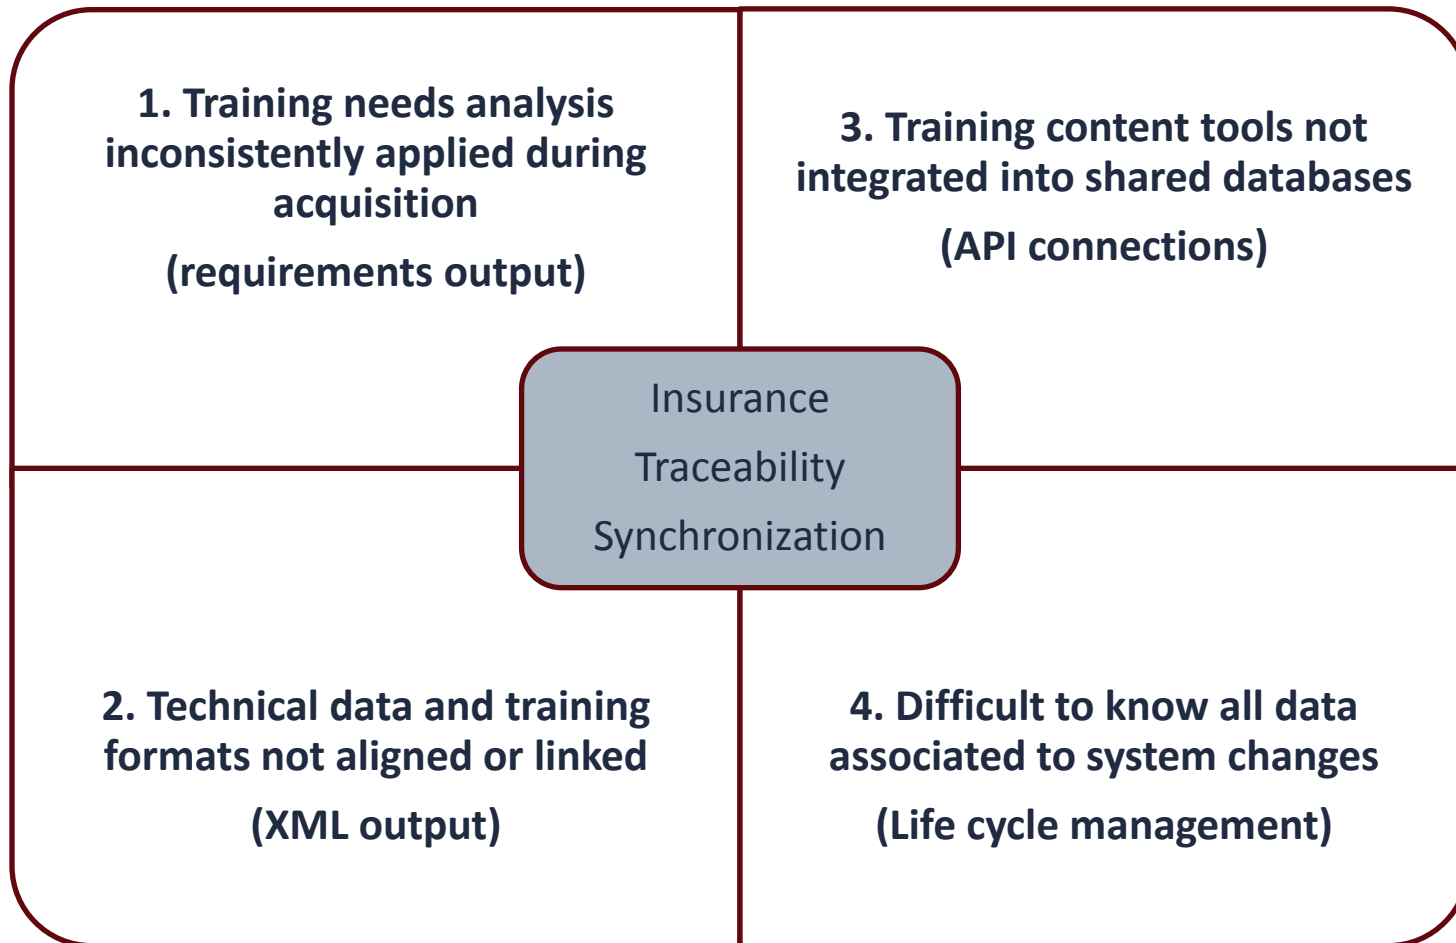 1. Training needs analysis
inconsistently applied during
acquisition
(requirements output)
3. Training content tools not
integrated into shared databases
(API connections)
Insurance
Traceability
Synchronization
2. Technical data and training
formats not aligned or linked
(XML output)
4. Difficult to know all data
associated to system changes
(Life cycle management)